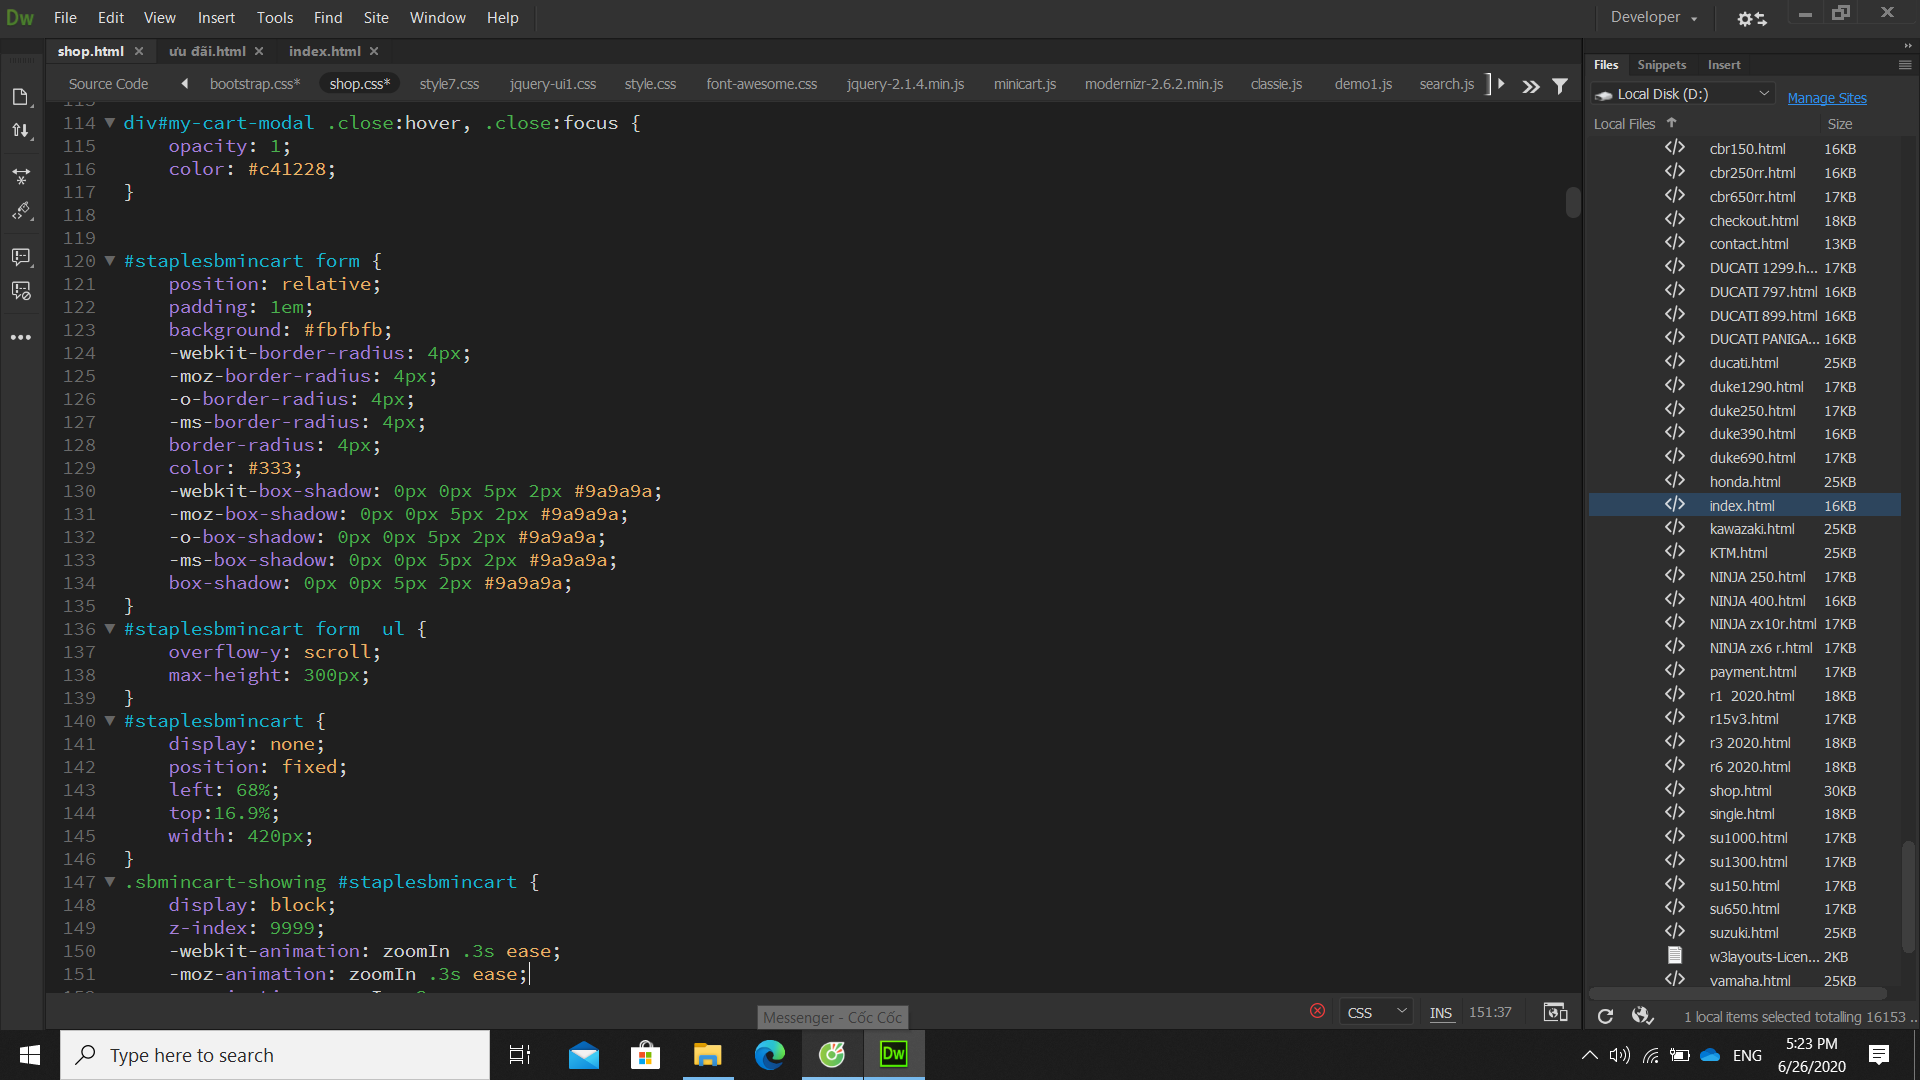 Dw File Edit View Insert Tools Find Site Window Help Developer
shop.html × ưu đãi.html × index.html ×
Source Code bootstrap.css* shop.css* style7.css jquery-ui1.css style.css font-awesome.css jquery-2.1.4.min.js minicart.js modernizr-2.6.2.min.js classie.js demo1.js search.js
114 div#my-cart-modal .close:hover, .close:focus {
115 opacity: 1;
116 color: #c41228;
117 }
118
119
120 #staplesbmincart form {
121 position: relative;
122 padding: 1em;
123 background: #fbfbfb;
124 -webkit-border-radius: 4px;
125 -moz-border-radius: 4px;
126 -o-border-radius: 4px;
127 -ms-border-radius: 4px;
128 border-radius: 4px;
129 color: #333;
130 -webkit-box-shadow: 0px 0px 5px 2px #9a9a9a;
131 -moz-box-shadow: 0px 0px 5px 2px #9a9a9a;
132 -o-box-shadow: 0px 0px 5px 2px #9a9a9a;
133 -ms-box-shadow: 0px 0px 5px 2px #9a9a9a;
134 box-shadow: 0px 0px 5px 2px #9a9a9a;
135 }
136 #staplesbmincart form  ul {
137 overflow-y: scroll;
138 max-height: 300px;
139 }
140 #staplesbmincart {
141 display: none;
142 position: fixed;
143 left: 68%;
144 top:16.9%;
145 width: 420px;
146 }
147 .sbmincart-showing #staplesbmincart {
148 display: block;
149 z-index: 9999;
150 -webkit-animation: zoomIn .3s ease;
151 -moz-animation: zoomIn .3s ease;
CSS INS 151:37
Files Snippets Insert
Local Disk (D:) Manage Sites
Local Files Size
cbr150.html 16KB
cbr250rr.html 16KB
cbr650rr.html 17KB
checkout.html 18KB
contact.html 13KB
DUCATI 1299.h... 17KB
DUCATI 797.html 16KB
DUCATI 899.html 16KB
DUCATI PANIGA... 16KB
ducati.html 25KB
duke1290.html 17KB
duke250.html 17KB
duke390.html 16KB
duke690.html 17KB
honda.html 25KB
index.html 16KB
kawazaki.html 25KB
KTM.html 25KB
NINJA 250.html 17KB
NINJA 400.html 16KB
NINJA zx10r.html 17KB
NINJA zx6 r.html 17KB
payment.html 17KB
r1  2020.html 18KB
r15v3.html 17KB
r3 2020.html 18KB
r6 2020.html 18KB
shop.html 30KB
single.html 18KB
su1000.html 17KB
su1300.html 17KB
su150.html 17KB
su650.html 17KB
suzuki.html 25KB
w3layouts-Licen... 2KB
yamaha.html 25KB
1 local items selected totalling 16153 ..
Messenger - Cốc Cốc
Type here to search
Dw
ENG
5:23 PM
6/26/2020